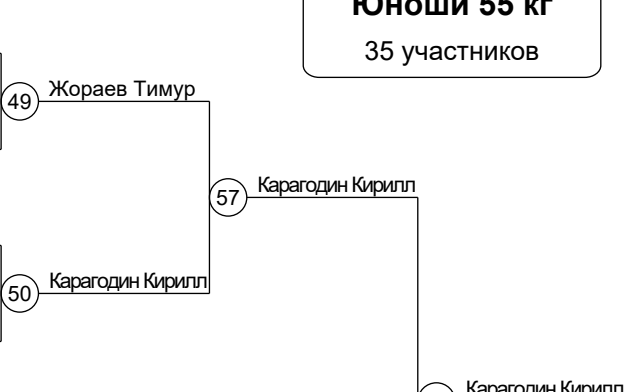 Юноши 55 кг
35 участников
49 Жораев Тимур
57 Карагодин Кирилл
50 Карагодин Кирилл
Карагодин Кирилл